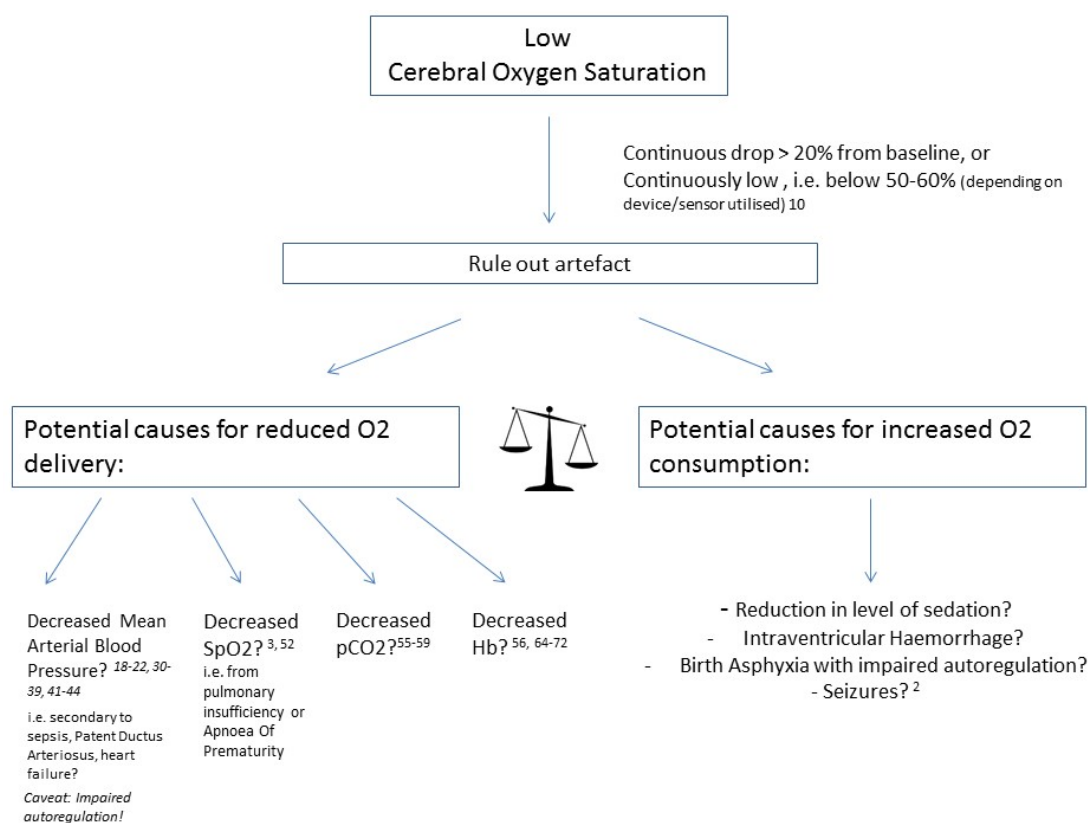 Low
Cerebral Oxygen Saturation
Continuous drop > 20% from baseline, or
Continuously low , i.e. below 50-60% (depending on
device/sensor utilised) 10
Rule out artefact
Potential causes for reduced O2
delivery:
Potential causes for increased O2
consumption:
Decreased Mean
Arterial Blood
Pressure? 18-22, 30-
39, 41-44
i.e. secondary to
sepsis, Patent Ductus
Arteriosus, heart
failure?
Caveat: Impaired
autoregulation!
Decreased
SpO2? 3, 52
i.e. from
pulmonary
insufficiency or
Apnoea Of
Prematurity
Decreased
pCO2?55-59
Decreased
Hb? 56, 64-72
- Reduction in level of sedation?
- Intraventricular Haemorrhage?
- Birth Asphyxia with impaired autoregulation?
- Seizures? 2